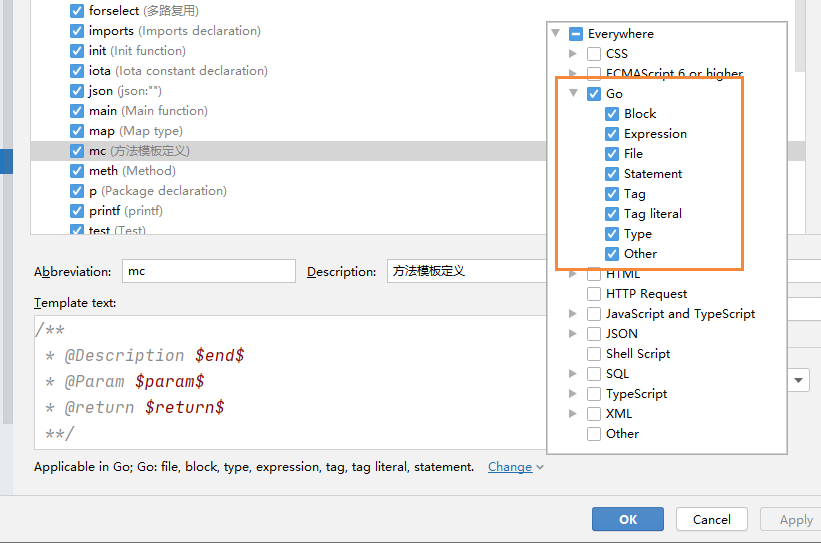 forselect (多路复用)
imports (Imports declaration)
init (Init function)
iota (Iota constant declaration)
json (json:"")
main (Main function)
map (Map type)
mc (方法模板定义)
meth (Method)
p (Package declaration)
printf (printf)
test (Test)
Everywhere
CSS
ECMAScript 6 or higher
Go
Block
Expression
File
Statement
Tag
Tag literal
Type
Other
HTML
HTTP Request
JavaScript and TypeScript
JSON
Shell Script
SQL
TypeScript
XML
Other
Abbreviation: mc Description: 方法模板定义
Template text:
/**
* @Description $end$
* @Param $param$
* @return $return$
**/
Applicable in Go; Go: file, block, type, expression, tag, tag literal, statement. Change
OK Cancel Apply